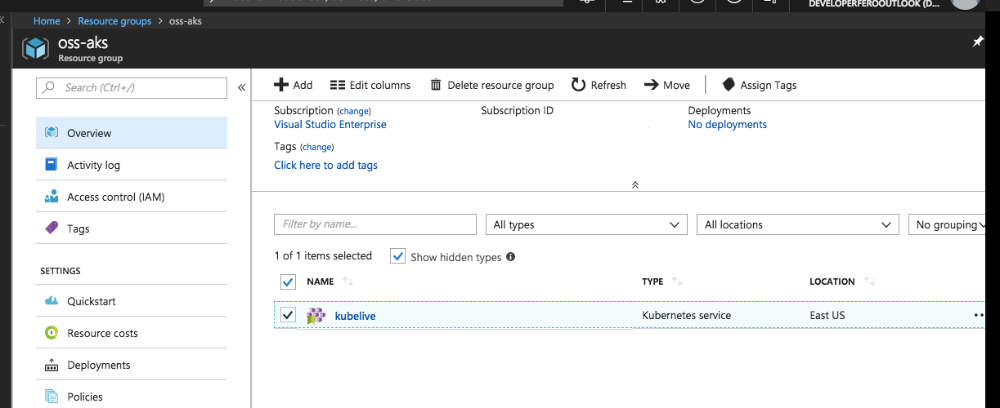 DEVELOPERFEROOUTLOOK (D...
Home > Resource groups > oss-aks
oss-aks
Resource group
Search (Ctrl+/)
Overview
Activity log
Access control (IAM)
Tags
SETTINGS
Quickstart
Resource costs
Deployments
Policies
Add Edit columns Delete resource group Refresh Move Assign Tags
Subscription (change) Subscription ID Deployments
Visual Studio Enterprise No deployments
Tags (change)
Click here to add tags
Filter by name... All types All locations No grouping
1 of 1 items selected Show hidden types
NAME TYPE LOCATION
kubelive Kubernetes service East US